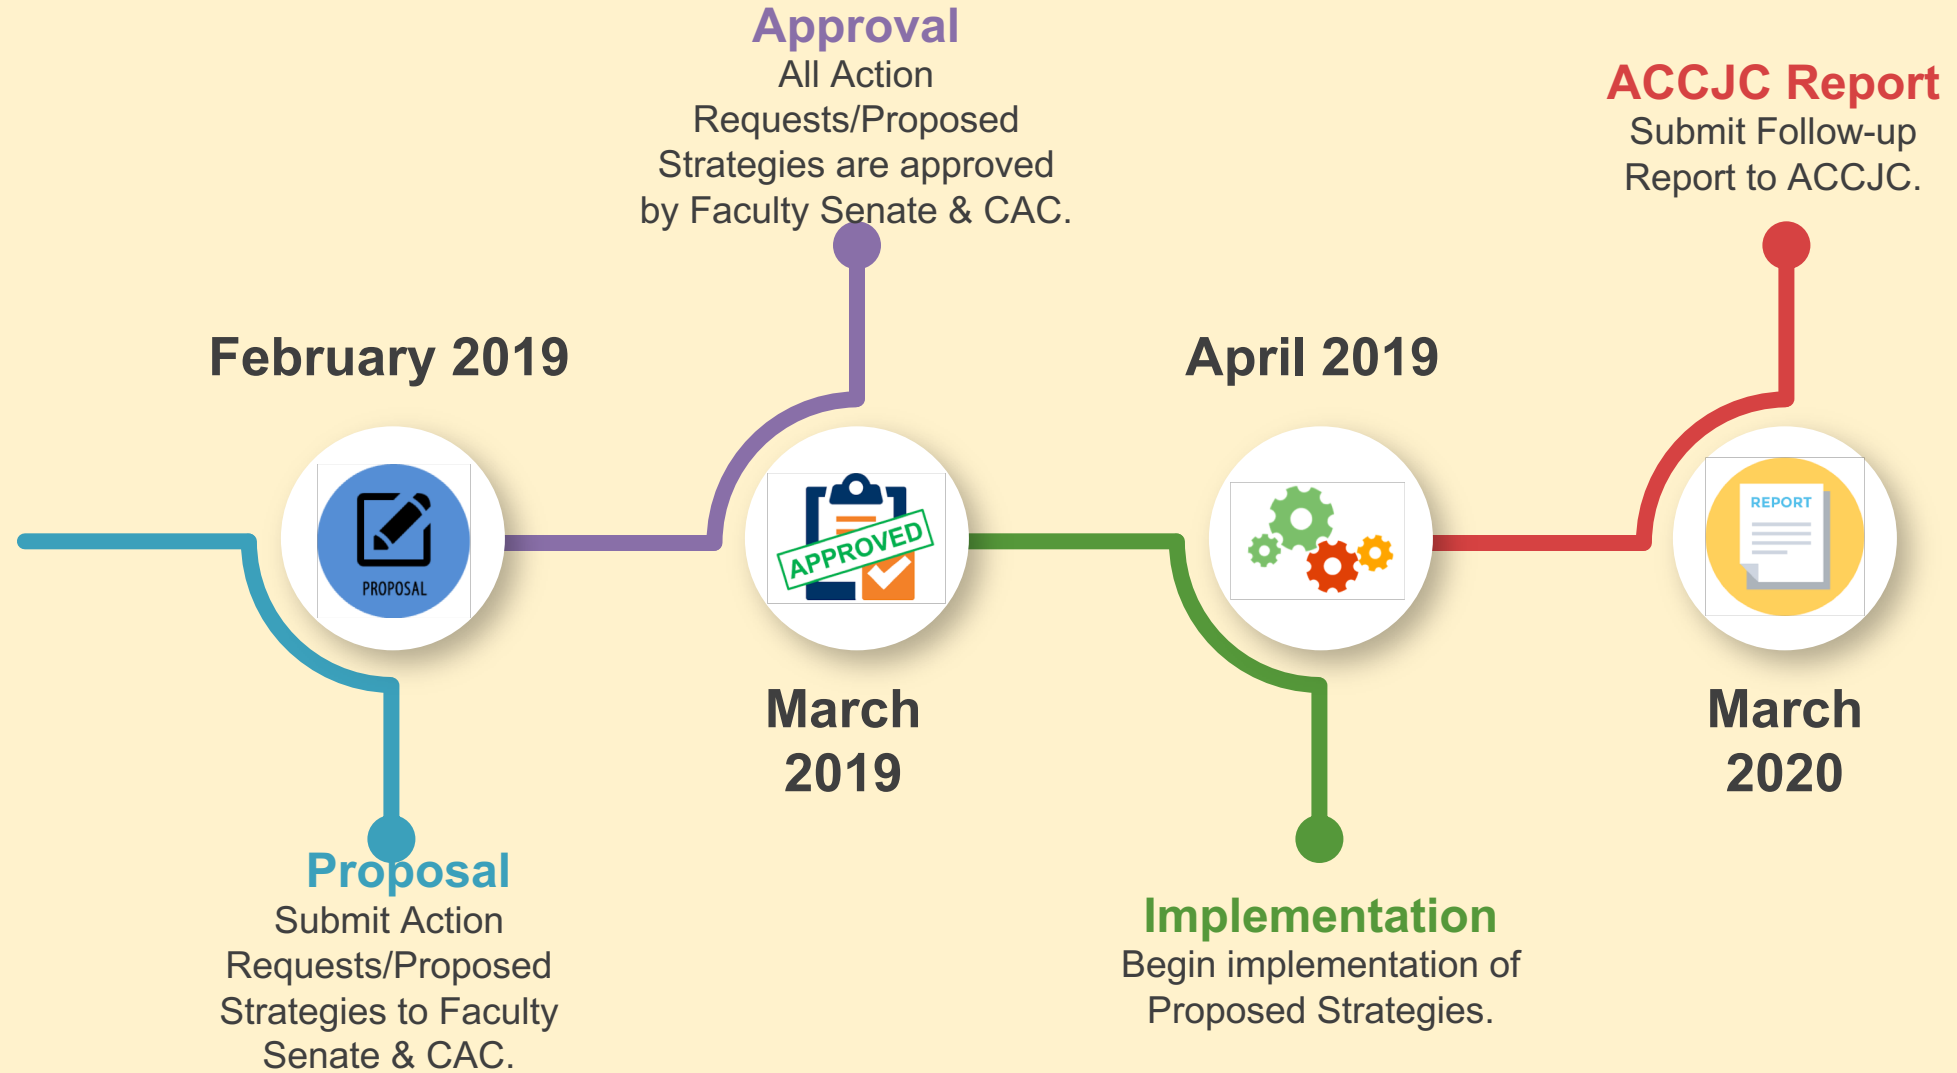 February 2019
PROPOSAL
Proposal
Submit Action
Requests/Proposed
Strategies to Faculty
Senate & CAC.
Approval
All Action
Requests/Proposed
Strategies are approved
by Faculty Senate & CAC.
APPROVED
March
2019
April 2019
Implementation
Begin implementation of
Proposed Strategies.
ACCJC Report
Submit Follow-up
Report to ACCJC.
REPORT
March
2020